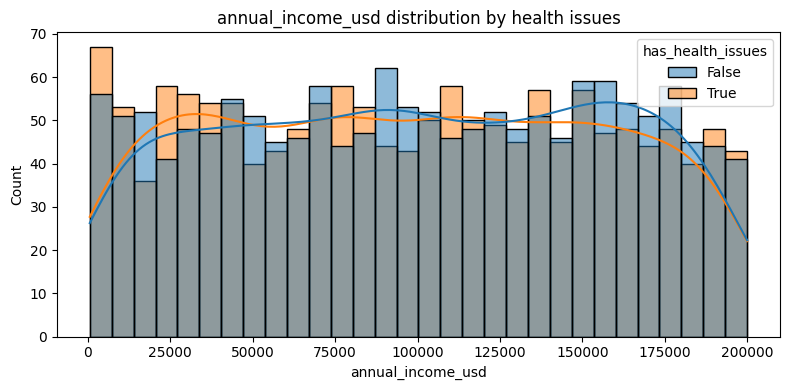 annual_income_usd distribution by health issues
has_health_issues
False
True
Count
70
60
50
40
30
20
10
0
0 25000 50000 75000 100000 125000 150000 175000 200000
annual_income_usd